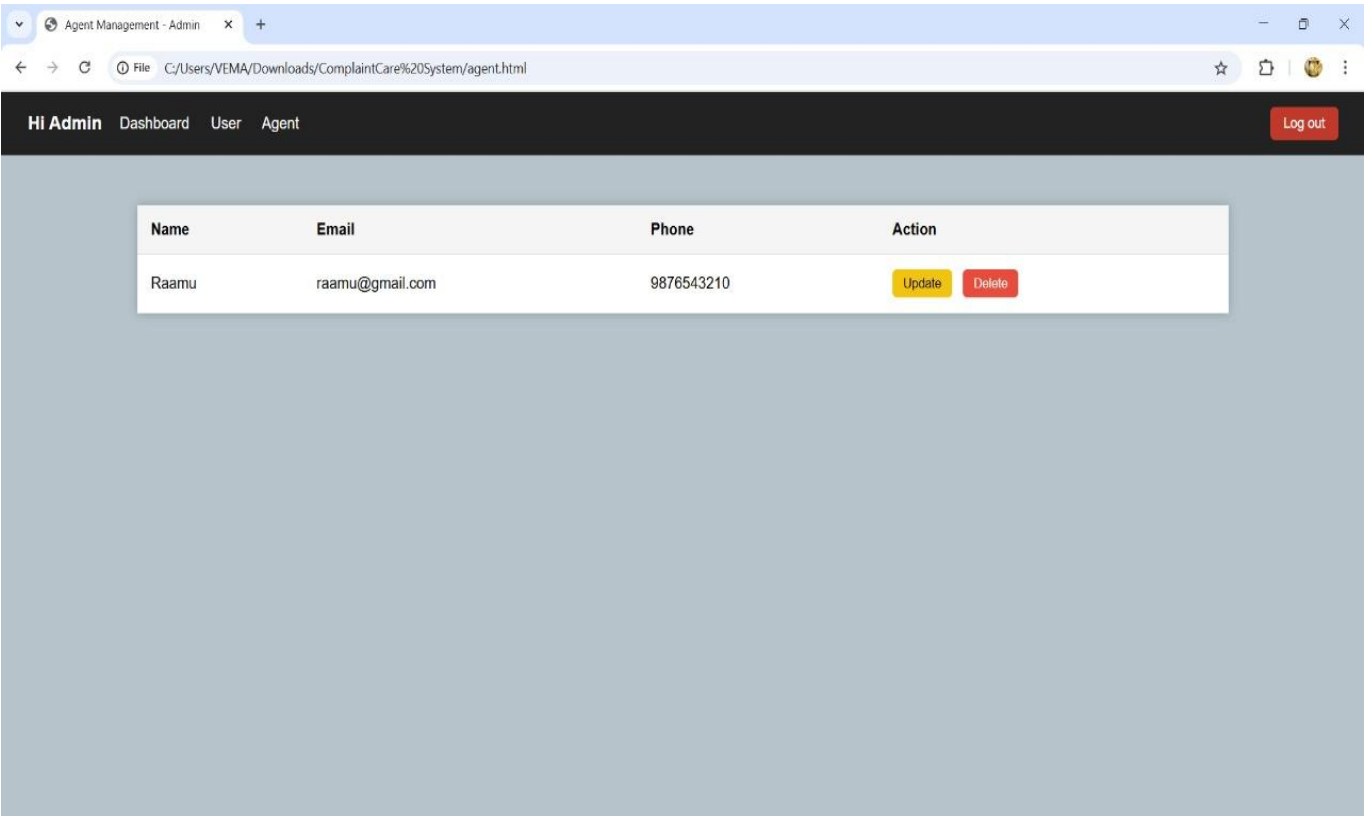 Agent Management - Admin
File C:/Users/VEMA/Downloads/ComplaintCare%20System/agent.html
Hi Admin Dashboard User Agent Log out
Name Email Phone Action
Raamu raamu@gmail.com 9876543210 Update Delete